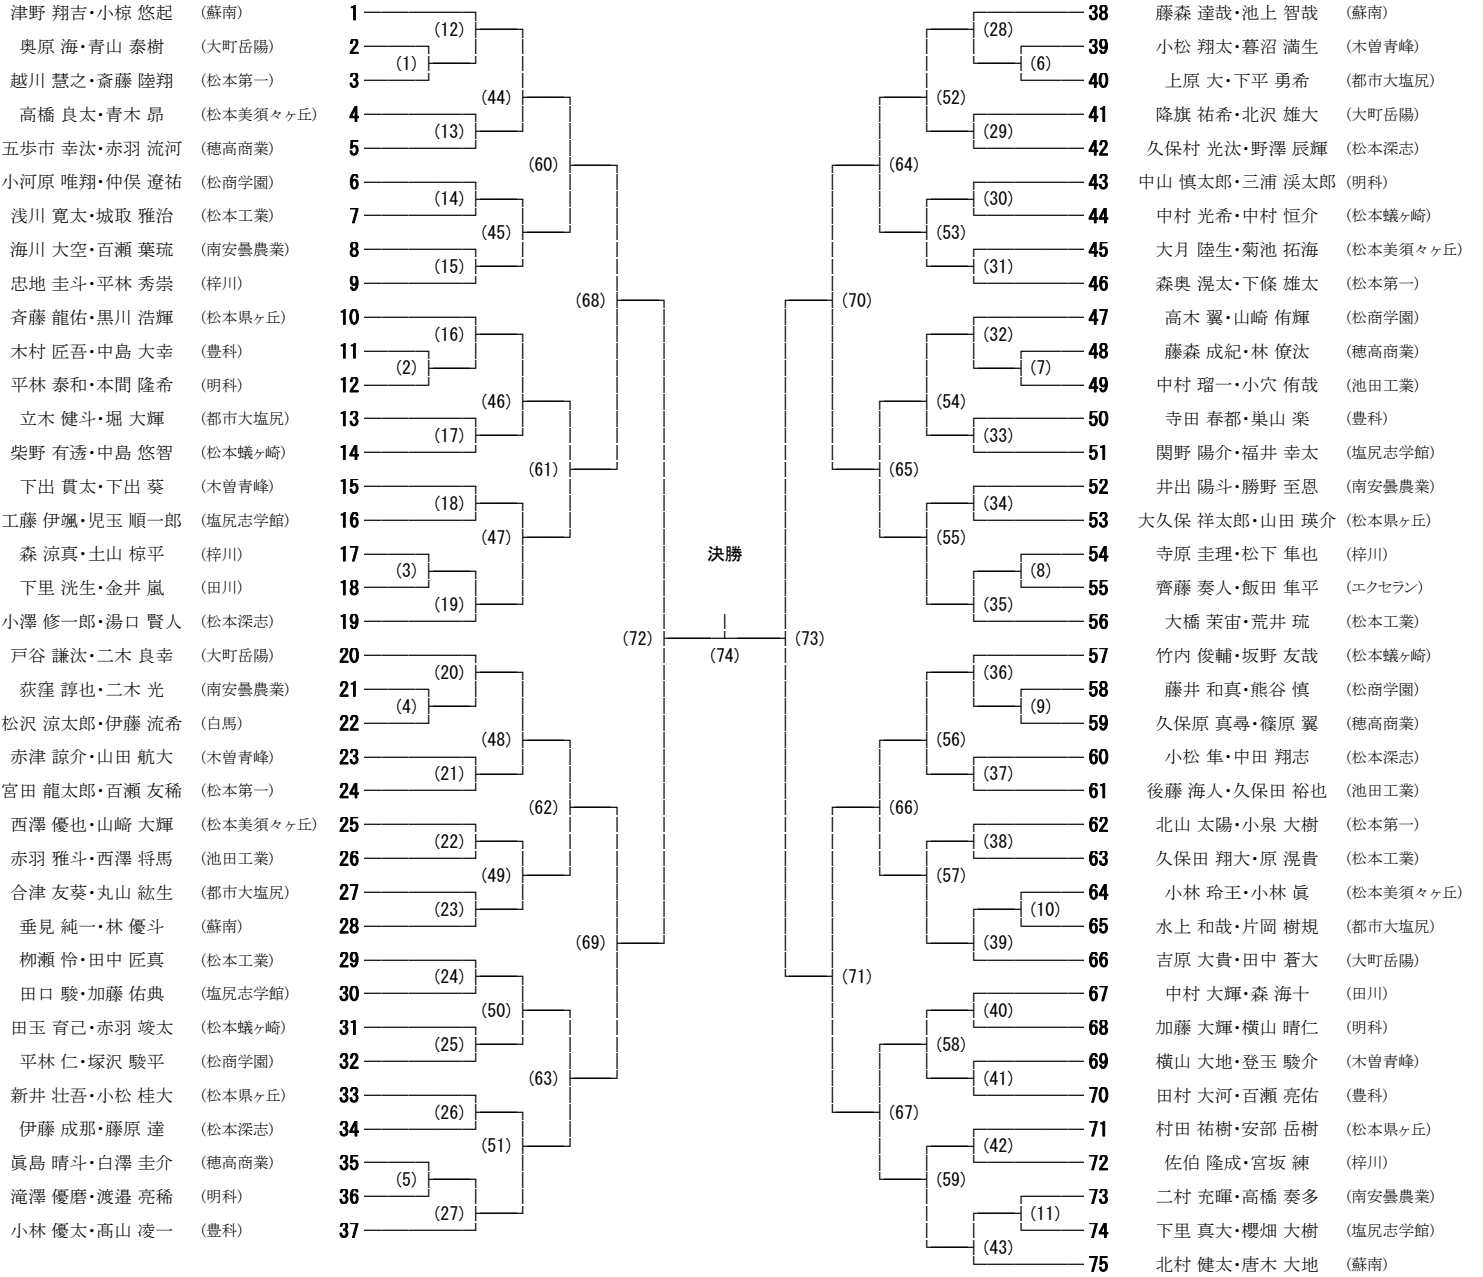 津野 翔吉・小椋 悠起 (蘇南) 1
奥原 海・青山 泰樹 (大町岳陽) 2
越川 慧之・斎藤 陸翔 (松本第一) 3
高橋 良太・青木 昴 (松本美須々ヶ丘) 4
五歩市 幸汰・赤羽 流河 (穂高商業) 5
小河原 唯翔・仲俣 遼祐 (松商学園) 6
浅川 寛太・城取 雅治 (松本工業) 7
海川 大空・百瀬 葉琉 (南安曇農業) 8
忠地 圭斗・平林 秀崇 (梓川) 9
斉藤 龍佑・黒川 浩輝 (松本県ヶ丘) 10
木村 匠吾・中島 大幸 (豊科) 11
平林 泰和・本間 隆希 (明科) 12
立木 健斗・堀 大輝 (都市大塩尻) 13
柴野 有透・中島 悠智 (松本蟻ヶ崎) 14
下出 貫太・下出 葵 (木曽青峰) 15
工藤 伊颯・児玉 順一郎 (塩尻志学館) 16
森 涼真・土山 椋平 (梓川) 17
下里 洸生・金井 嵐 (田川) 18
小澤 修一郎・湯口 賢人 (松本深志) 19
戸谷 謙汰・二木 良幸 (大町岳陽) 20
荻窪 諄也・二木 光 (南安曇農業) 21
松沢 涼太郎・伊藤 流希 (白馬) 22
赤津 諒介・山田 航大 (木曽青峰) 23
宮田 龍太郎・百瀬 友稀 (松本第一) 24
西澤 優也・山﨑 大輝 (松本美須々ヶ丘) 25
赤羽 雅斗・西澤 将馬 (池田工業) 26
合津 友葵・丸山 紘生 (都市大塩尻) 27
垂見 純一・林 優斗 (蘇南) 28
栁瀬 怜・田中 匠真 (松本工業) 29
田口 駿・加藤 佑典 (塩尻志学館) 30
田玉 育己・赤羽 竣太 (松本蟻ヶ崎) 31
平林 仁・塚沢 駿平 (松商学園) 32
新井 壮吾・小松 桂大 (松本県ヶ丘) 33
伊藤 成那・藤原 達 (松本深志) 34
眞島 晴斗・白澤 圭介 (穂高商業) 35
滝澤 優磨・渡邉 亮稀 (明科) 36
小林 優太・髙山 凌一 (豊科) 37
(1)
(2)
(3)
(4)
(5)
(12)
(13)
(14)
(15)
(16)
(17)
(18)
(19)
(20)
(21)
(22)
(23)
(24)
(25)
(26)
(27)
(44)
(45)
(46)
(47)
(48)
(49)
(50)
(51)
(60)
(61)
(62)
(63)
(68)
(69)
(72)
決勝
(74)
(73)
(70)
(71)
(64)
(65)
(66)
(67)
(52)
(53)
(54)
(55)
(56)
(57)
(58)
(59)
(28)
(29)
(30)
(31)
(32)
(33)
(34)
(35)
(36)
(37)
(38)
(39)
(40)
(41)
(42)
(43)
(6)
(7)
(8)
(9)
(10)
(11)
38 藤森 達哉・池上 智哉 (蘇南)
39 小松 翔太・暮沼 満生 (木曽青峰)
40 上原 大・下平 勇希 (都市大塩尻)
41 降旗 祐希・北沢 雄大 (大町岳陽)
42 久保村 光汰・野澤 辰輝 (松本深志)
43 中山 慎太郎・三浦 渓太郎 (明科)
44 中村 光希・中村 恒介 (松本蟻ヶ崎)
45 大月 陸生・菊池 拓海 (松本美須々ヶ丘)
46 森奥 滉太・下條 雄太 (松本第一)
47 高木 翼・山崎 侑輝 (松商学園)
48 藤森 成紀・林 僚汰 (穂高商業)
49 中村 瑠一・小穴 侑哉 (池田工業)
50 寺田 春都・巣山 楽 (豊科)
51 関野 陽介・福井 幸太 (塩尻志学館)
52 井出 陽斗・勝野 至恩 (南安曇農業)
53 大久保 祥太郎・山田 瑛介 (松本県ヶ丘)
54 寺原 圭理・松下 隼也 (梓川)
55 齊藤 奏人・飯田 隼平 (エクセラン)
56 大橋 茉宙・荒井 琉 (松本工業)
57 竹内 俊輔・坂野 友哉 (松本蟻ヶ崎)
58 藤井 和真・熊谷 慎 (松商学園)
59 久保原 真尋・篠原 翼 (穂高商業)
60 小松 隼・中田 翔志 (松本深志)
61 後藤 海人・久保田 裕也 (池田工業)
62 北山 太陽・小泉 大樹 (松本第一)
63 久保田 翔大・原 滉貴 (松本工業)
64 小林 玲王・小林 眞 (松本美須々ヶ丘)
65 水上 和哉・片岡 樹規 (都市大塩尻)
66 吉原 大貴・田中 蒼大 (大町岳陽)
67 中村 大輝・森 海十 (田川)
68 加藤 大輝・横山 晴仁 (明科)
69 横山 大地・登玉 駿介 (木曽青峰)
70 田村 大河・百瀬 亮佑 (豊科)
71 村田 祐樹・安部 岳樹 (松本県ヶ丘)
72 佐伯 隆成・宮坂 練 (梓川)
73 二村 充暉・高橋 奏多 (南安曇農業)
74 下里 真大・櫻畑 大樹 (塩尻志学館)
75 北村 健太・唐木 大地 (蘇南)